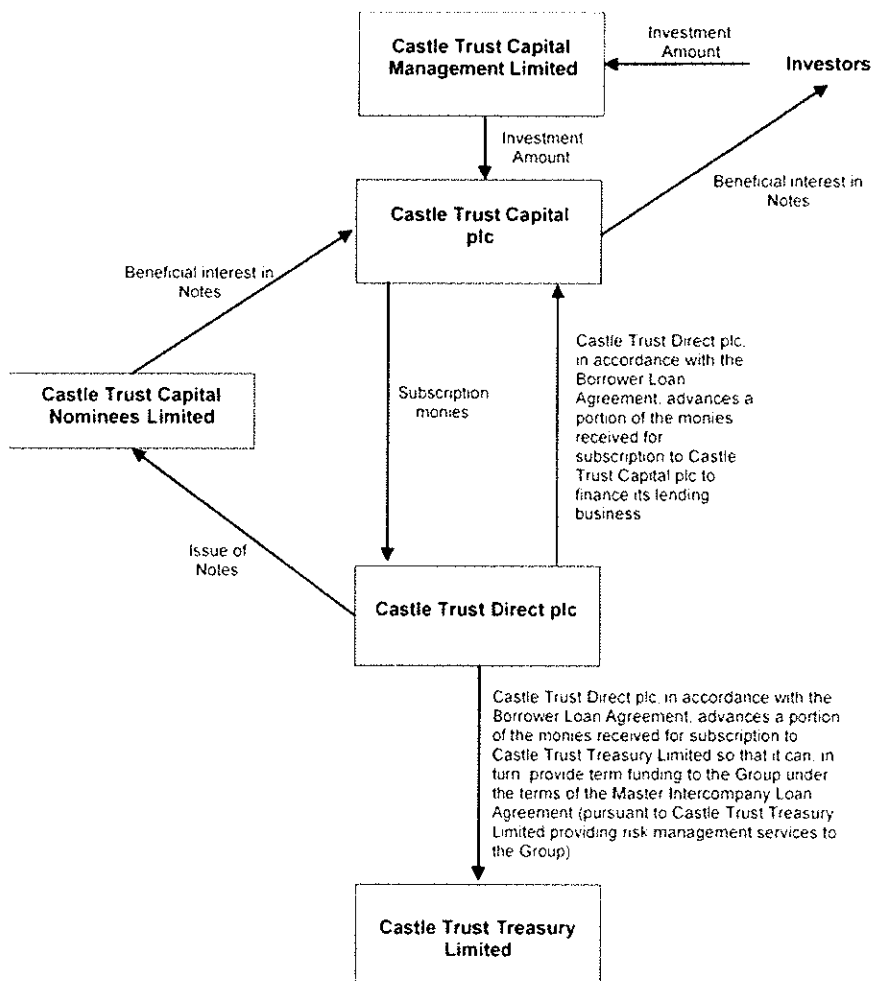 Castle Trust Capital
Management Limited
Investment
Amount
Investors
Investment
Amount
Castle Trust Capital
plc
Beneficial interest in
Notes
Beneficial interest in
Notes
Castle Trust Capital
Nominees Limited
Subscription
monies
Castle Trust Direct plc,
in accordance with the
Borrower Loan
Agreement, advances a
portion of the monies
received for
subscription to Castle
Trust Capital plc to
finance its lending
business
Issue of
Notes
Castle Trust Direct plc
Castle Trust Direct plc, in accordance with the
Borrower Loan Agreement, advances a portion
of the monies received for subscription to
Castle Trust Treasury Limited so that it can, in
turn, provide term funding to the Group under
the terms of the Master Intercompany Loan
Agreement (pursuant to Castle Trust Treasury
Limited providing risk management services to
the Group)
Castle Trust Treasury
Limited